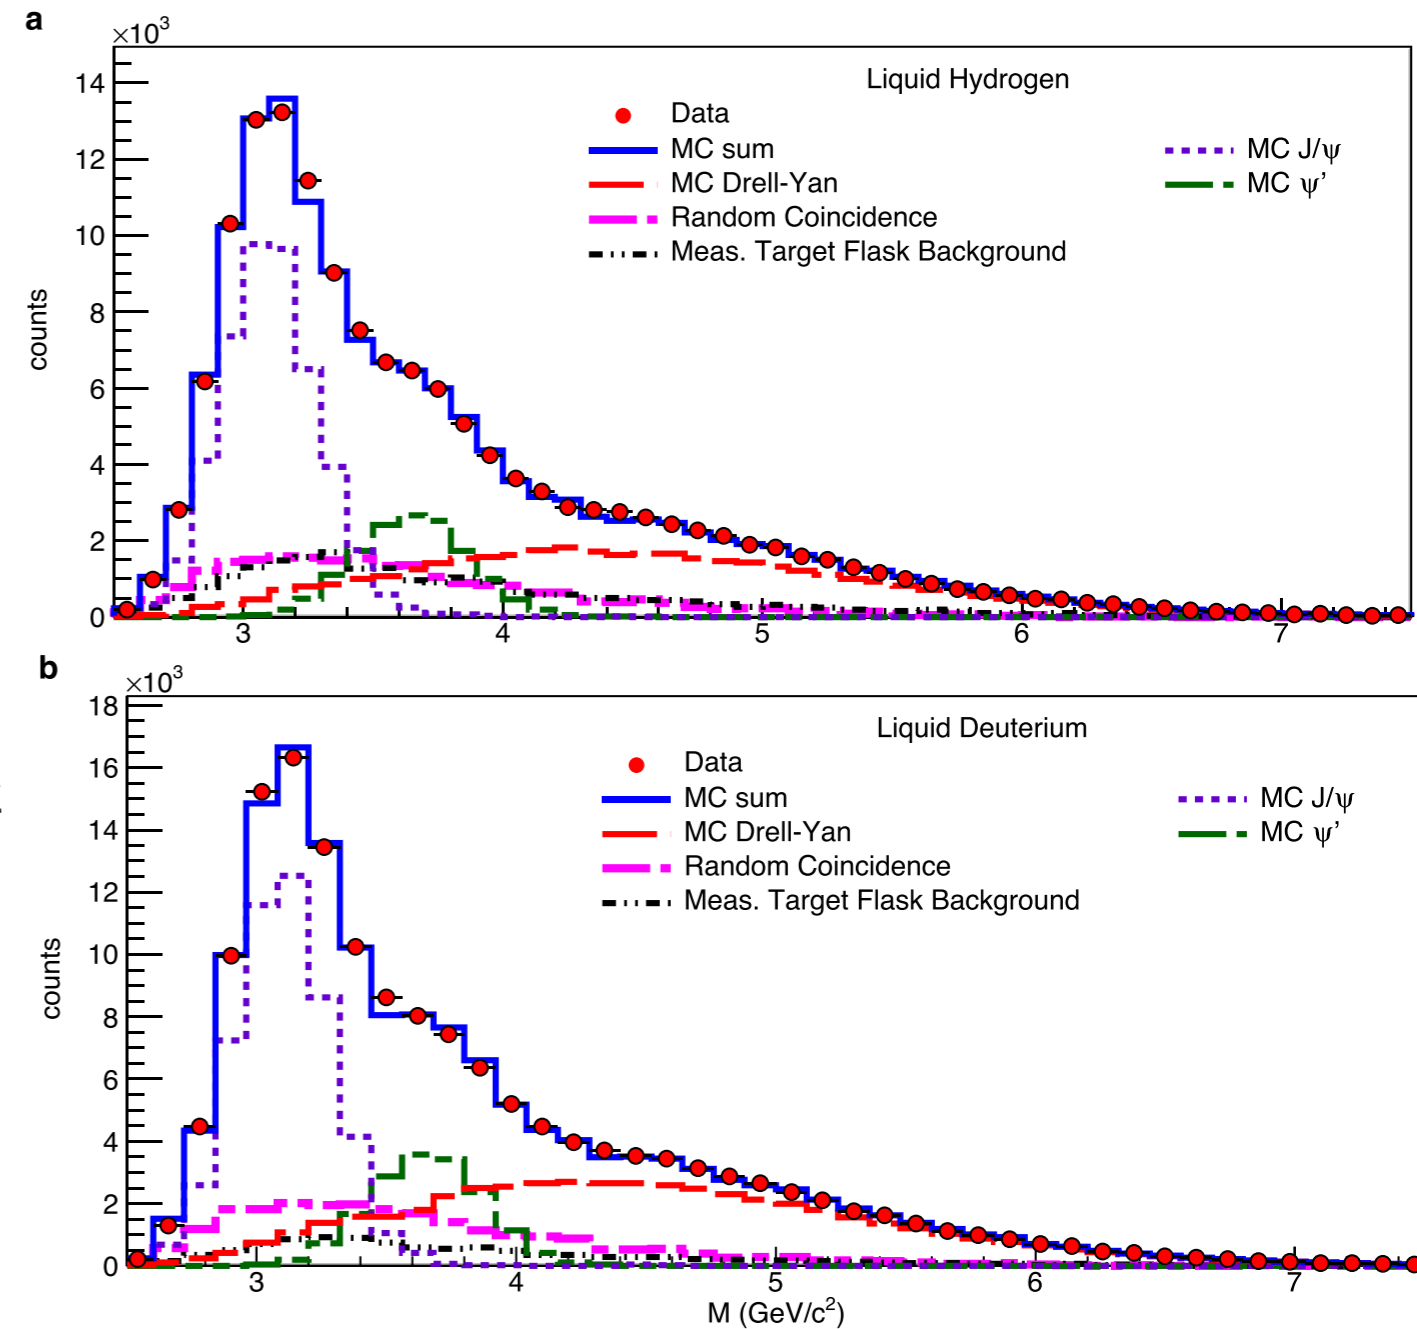 a
×10³
Liquid Hydrogen
Data
MC sum
MC J/ψ
MC Drell-Yan
MC ψ’
Random Coincidence
Meas. Target Flask Background
counts
14
12
10
8
6
4
2
0
3 4 5 6 7
b
×10³
Liquid Deuterium
Data
MC sum
MC J/ψ
MC Drell-Yan
MC ψ’
Random Coincidence
Meas. Target Flask Background
counts
18
16
14
12
10
8
6
4
2
0
3 4 5 6 7
M (GeV/c²)